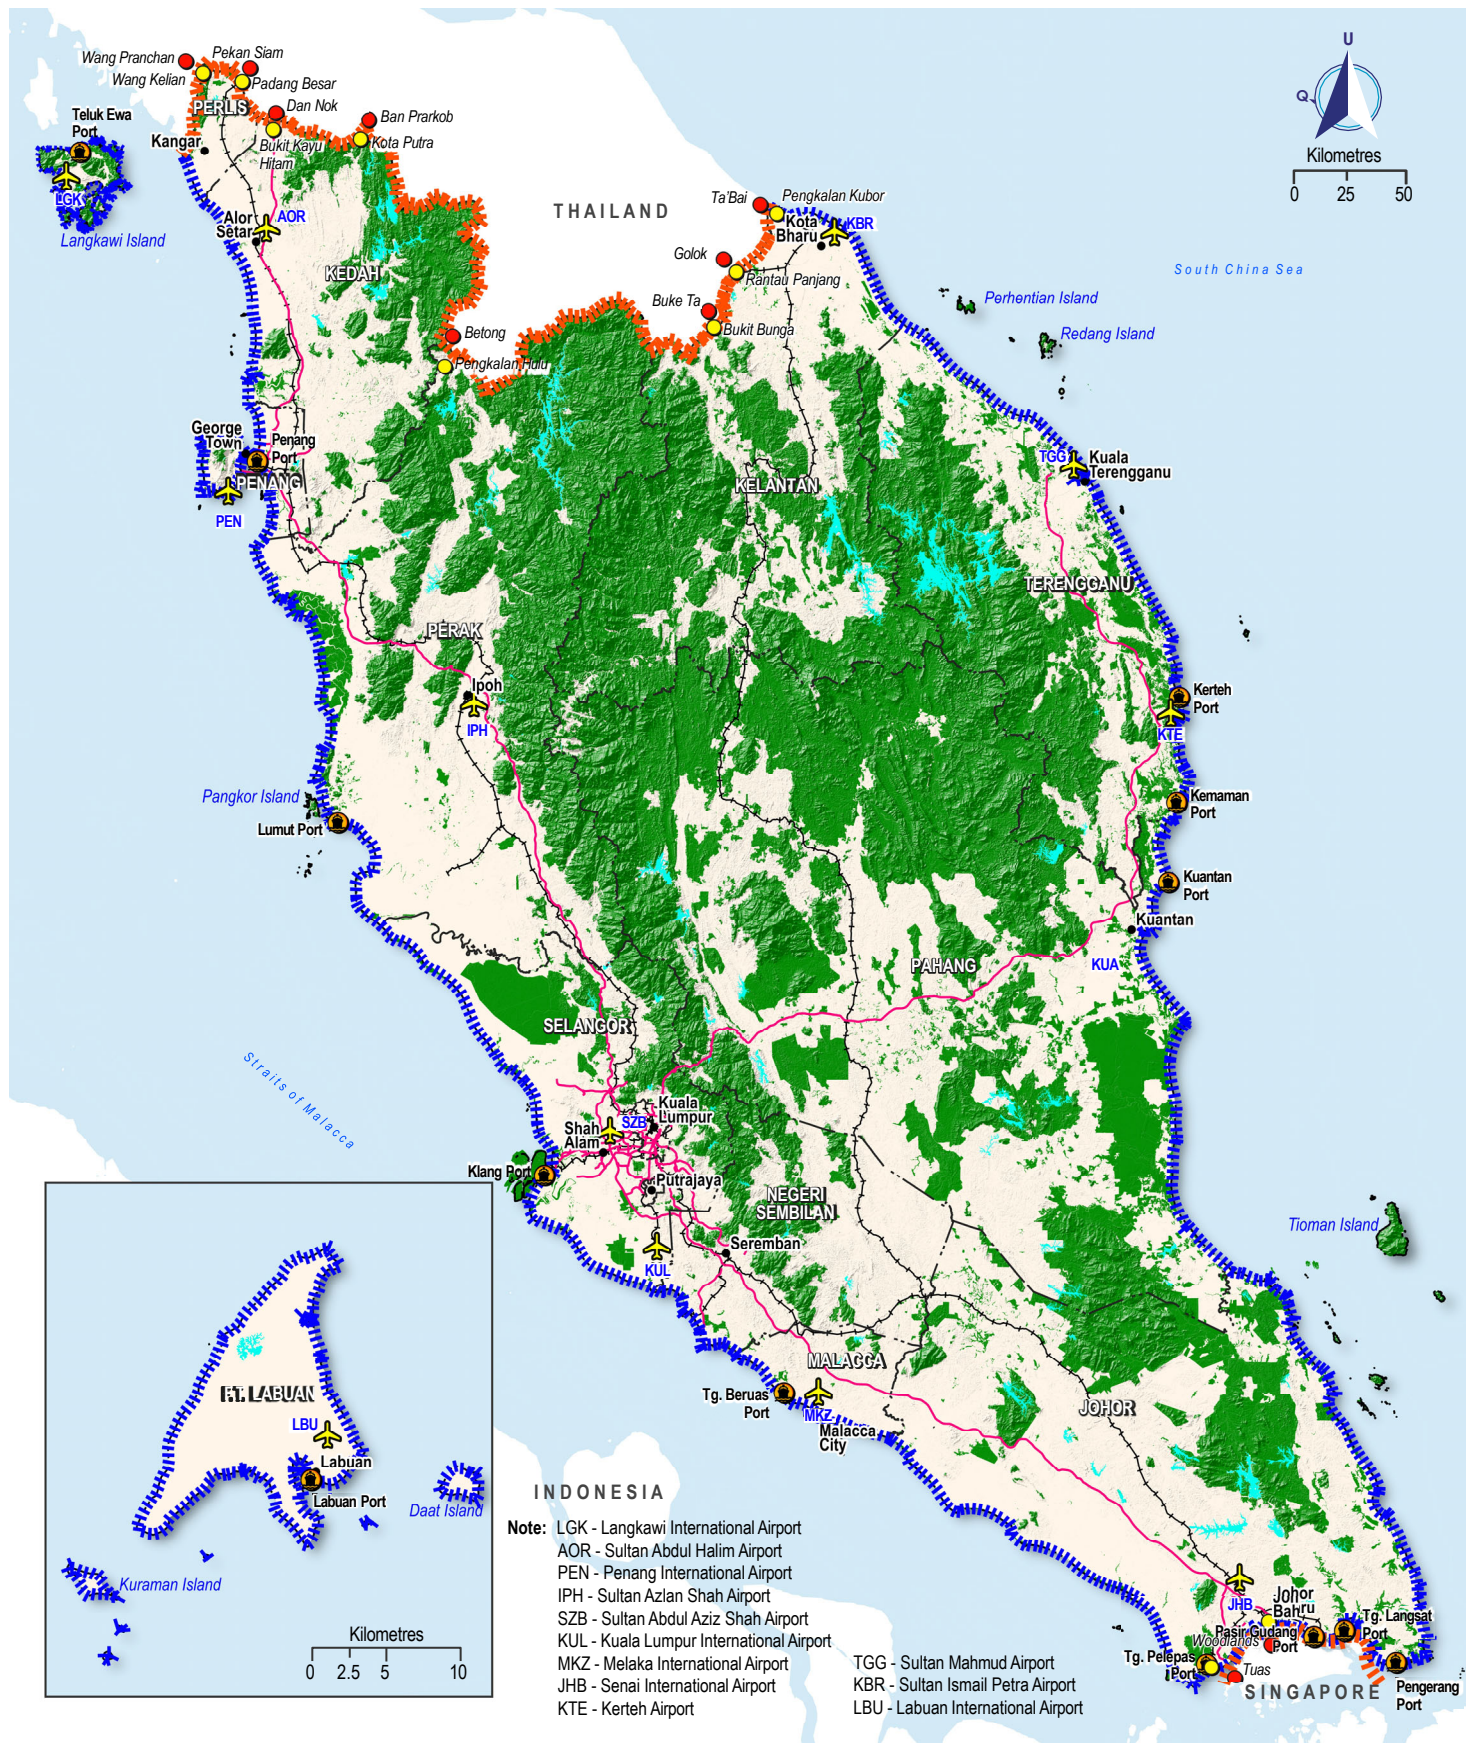 Wang Pranchan
Pekan Siam
Wang Kelian
Padang Besar
PERLIS
Dan Nok
Ban Prarkob
Teluk Ewa
Port
Kangar
Bukit Kayu
Hitam
Kota Putra
LGK
Langkawi Island
Alor
Setar
AOR
THAILAND
Ta'Bai
Pengkalan Kubor
Kota
Bharu
KBR
Golok
Rantau Panjang
KEDAH
Buke Ta
Bukit Bunga
Betong
Pengkalan Hulu
U
Q
Kilometres
0 25 50
South China Sea
Perhentian Island
Redang Island
George
Town
Penang
Port
PENANG
PEN
KELANTAN
TGG
Kuala
Terengganu
TERENGGANU
PERAK
Ipoh
IPH
Kerteh
Port
KTE
Pangkor Island
Lumut Port
Kemaman
Port
Kuantan
Port
Kuantan
KUA
PAHANG
SELANGOR
Straits of Malacca
Kuala
Lumpur
SZB
Shah
Alam
Klang Port
Putrajaya
NEGERI
SEMBILAN
Seremban
KUL
Tioman Island
MALACCA
Tg. Beruas
Port
MKZ
Malacca
City
JOHOR
P.T. LABUAN
LBU
Labuan
Labuan Port
Daat Island
Kuraman Island
Kilometres
0 2.5 5 10
INDONESIA
JHB
Johor
Bahru
Pasir Gudang
Port
Tg. Langsat
Port
Woodlands
Tg. Pelepas
Port
Tuas
SINGAPORE
Pengerang
Port
Note: LGK - Langkawi International Airport
AOR - Sultan Abdul Halim Airport
PEN - Penang International Airport
IPH - Sultan Azlan Shah Airport
SZB - Sultan Abdul Aziz Shah Airport
KUL - Kuala Lumpur International Airport
MKZ - Melaka International Airport
JHB - Senai International Airport
KTE - Kerteh Airport
TGG - Sultan Mahmud Airport
KBR - Sultan Ismail Petra Airport
LBU - Labuan International Airport